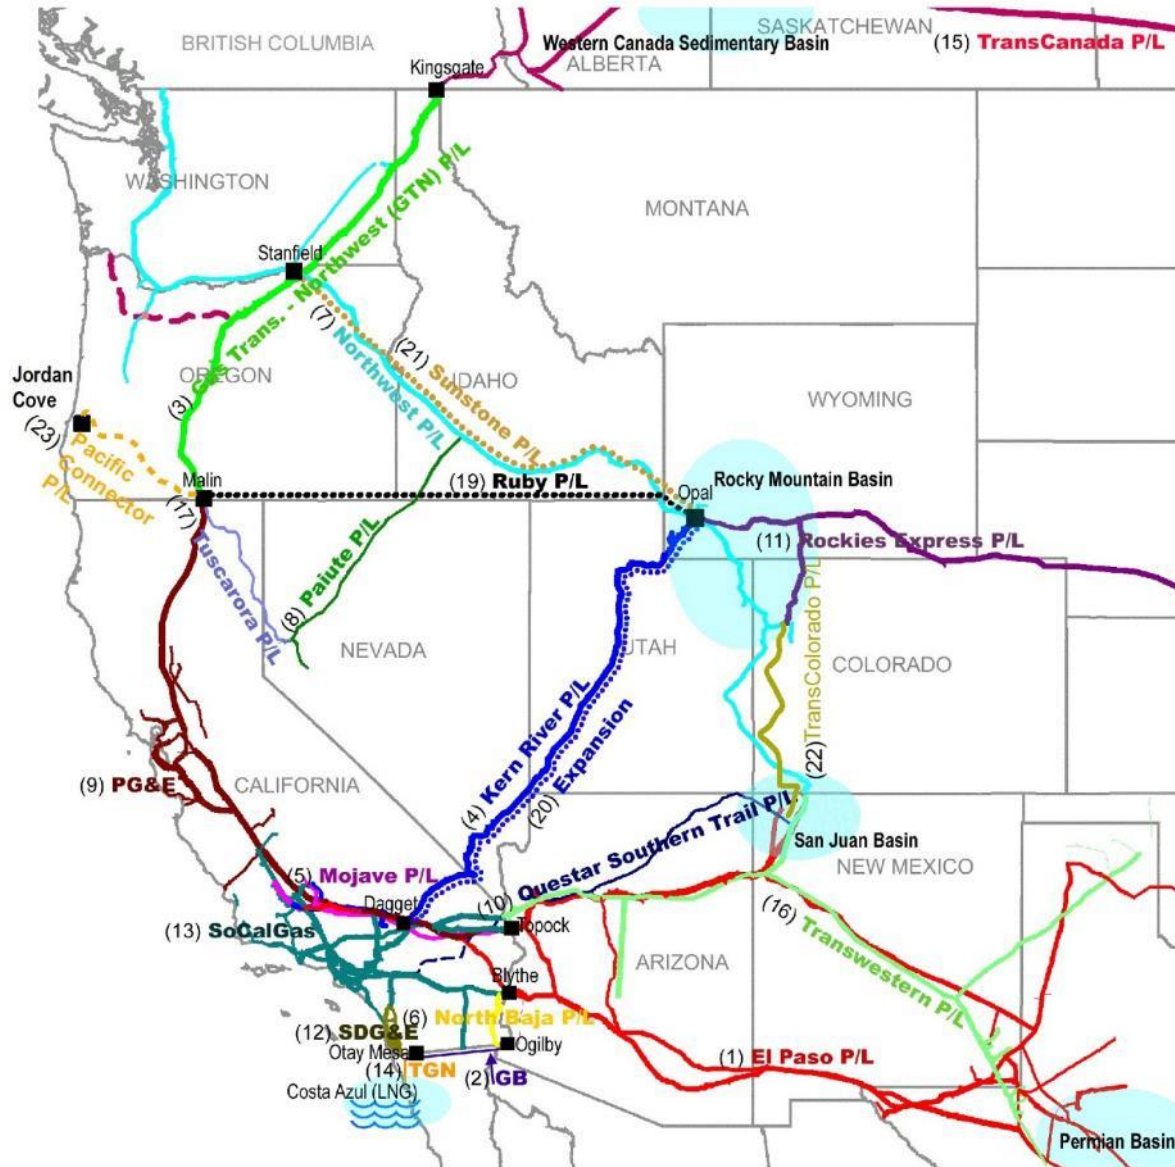 SASKATCHEWAN
BRITISH COLUMBIA
Western Canada Sedimentary Basin
(15) TransCanada P/L
ALBERTA
Kingsgate
WASHINGTON
MONTANA
Stanfield
(3) Gas Trans. - Northwest (GTN) P/L
(7) Northwest P/L
(21) Sunstone P/L
OREGON
IDAHO
WYOMING
Jordan
Cove
(23)
Pacific
Connector
P/L
Malin
(19) Ruby P/L
Opal
Rocky Mountain Basin
(17) Tuscarora P/L
(11) Rockies Express P/L
(8) Paiute P/L
NEVADA
UTAH
COLORADO
(22) TransColorado P/L
(4) Kern River P/L
(20) Expansion
(9) PG&E
CALIFORNIA
San Juan Basin
NEW MEXICO
(10) Questar Southern Trail P/L
(5) Mojave P/L
Dagget
(13) SoCalGas
Topock
(16) Transwestern P/L
ARIZONA
Blythe
(6) North Baja P/L
(12) SDG&E
Otay Mesa
Ogilby
(1) El Paso P/L
(14) TGN
(2) GB
Costa Azul (LNG)
Permian Basin